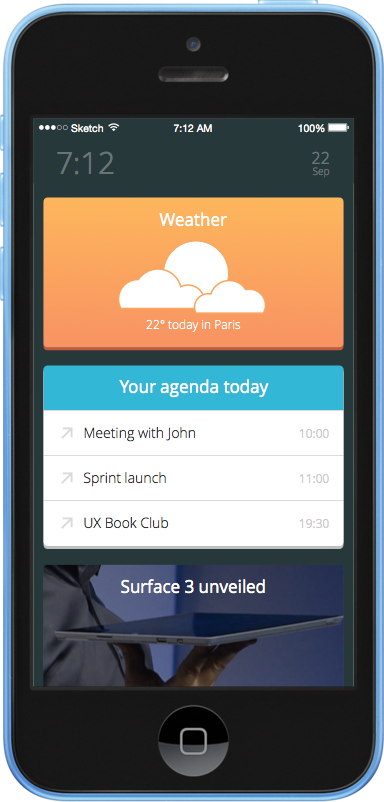 Sketch 7:12 AM 100%
7:12 22
Sep
Weather
22° today in Paris
Your agenda today
Meeting with John 10:00
Sprint launch 11:00
UX Book Club 19:30
Surface 3 unveiled